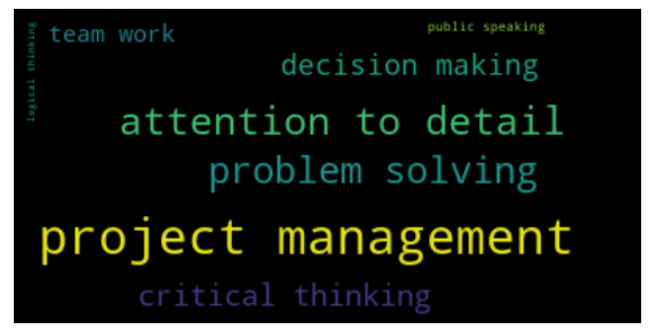 team work
public speaking
logical thinking
decision making
attention to detail
problem solving
project management
critical thinking